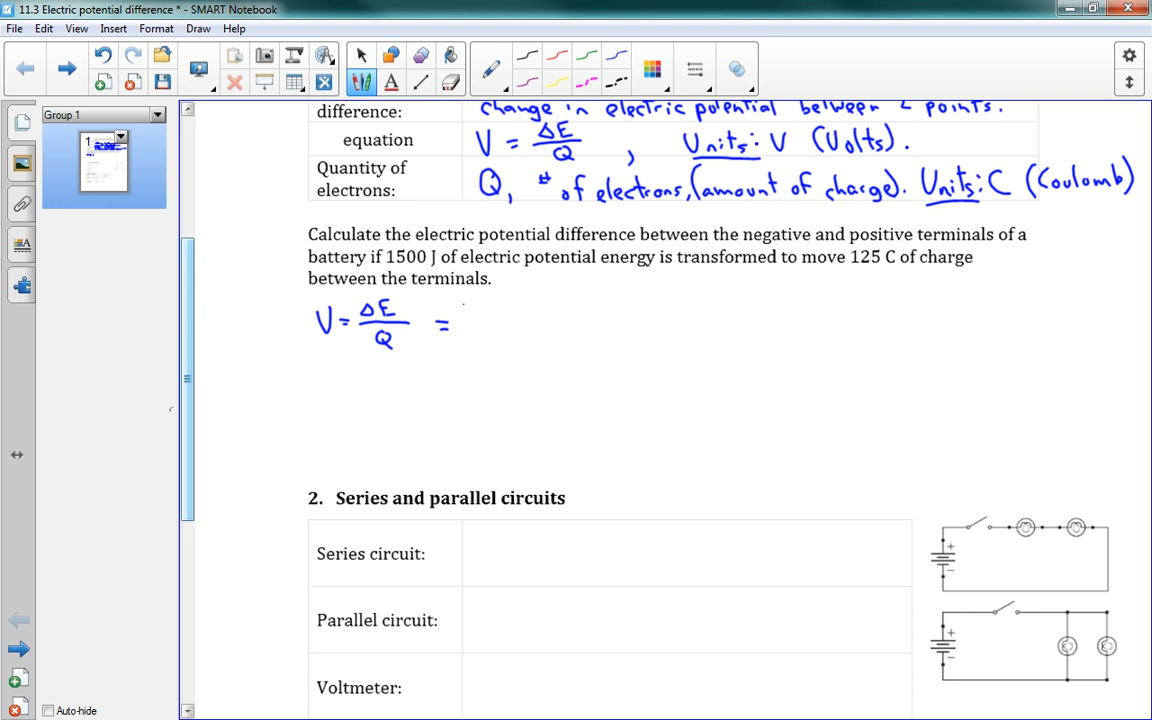 11.3 Electric potential difference * - SMART Notebook
File Edit View Insert Format Draw Help
Group 1
1
difference:
change in electric potential between 2 points.
equation
V = ΔE/Q , Units: V (Volts).
Quantity of
electrons:
Q, # of electrons, (amount of charge). Units: C (Coulomb)
Calculate the electric potential difference between the negative and positive terminals of a
battery if 1500 J of electric potential energy is transformed to move 125 C of charge
between the terminals.
V = ΔE/Q =
2. Series and parallel circuits
Series circuit:
Parallel circuit:
Voltmeter:
+
−
+
−
Auto-hide